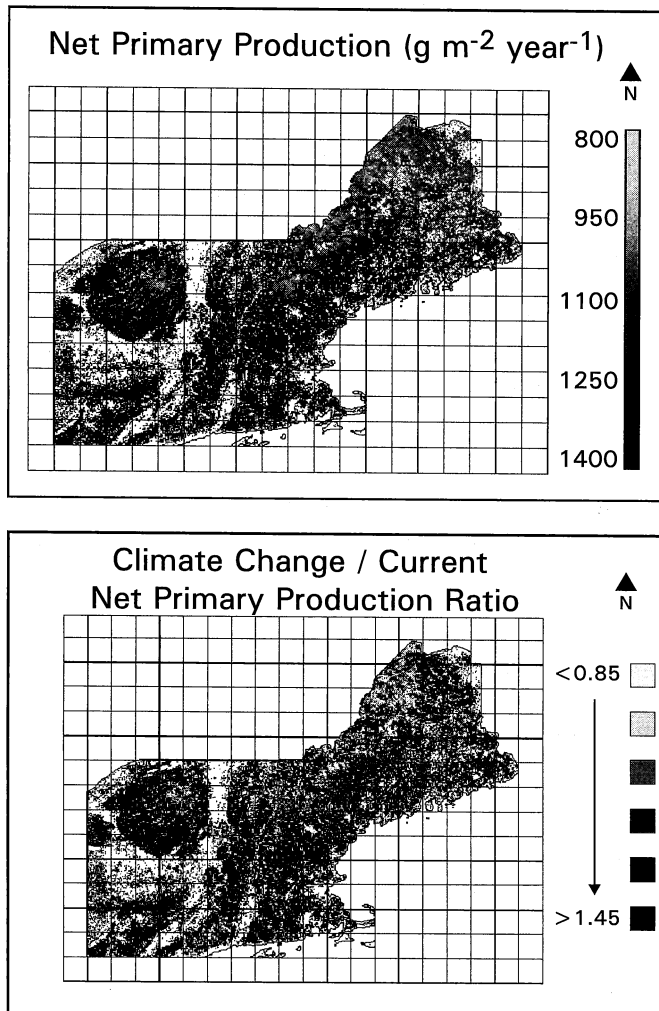 Net Primary Production (g m-2 year-1)
N
800
950
1100
1250
1400
Climate Change / Current
Net Primary Production Ratio
N
<0.85
>1.45